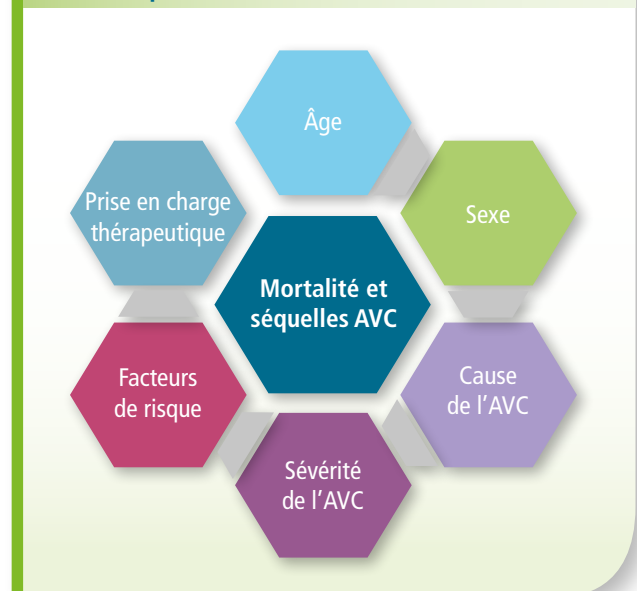 Âge
Sexe
Cause
de l'AVC
Sévérité
de l'AVC
Facteurs
de risque
Prise en charge
thérapeutique
Mortalité et
séquelles AVC